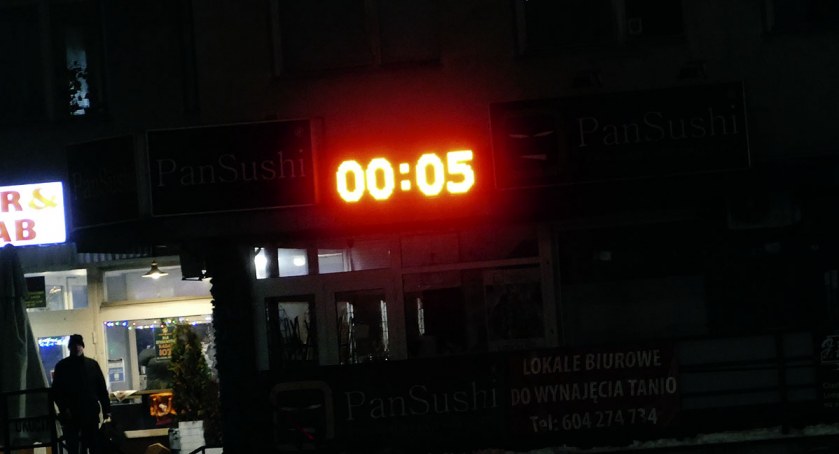 PanSushi
00:05
PanSushi
R &
AB
PanSushi
LOKALE BIUROWE
DO WYNAJĘCIA TANIO
Tel: 604 274 734